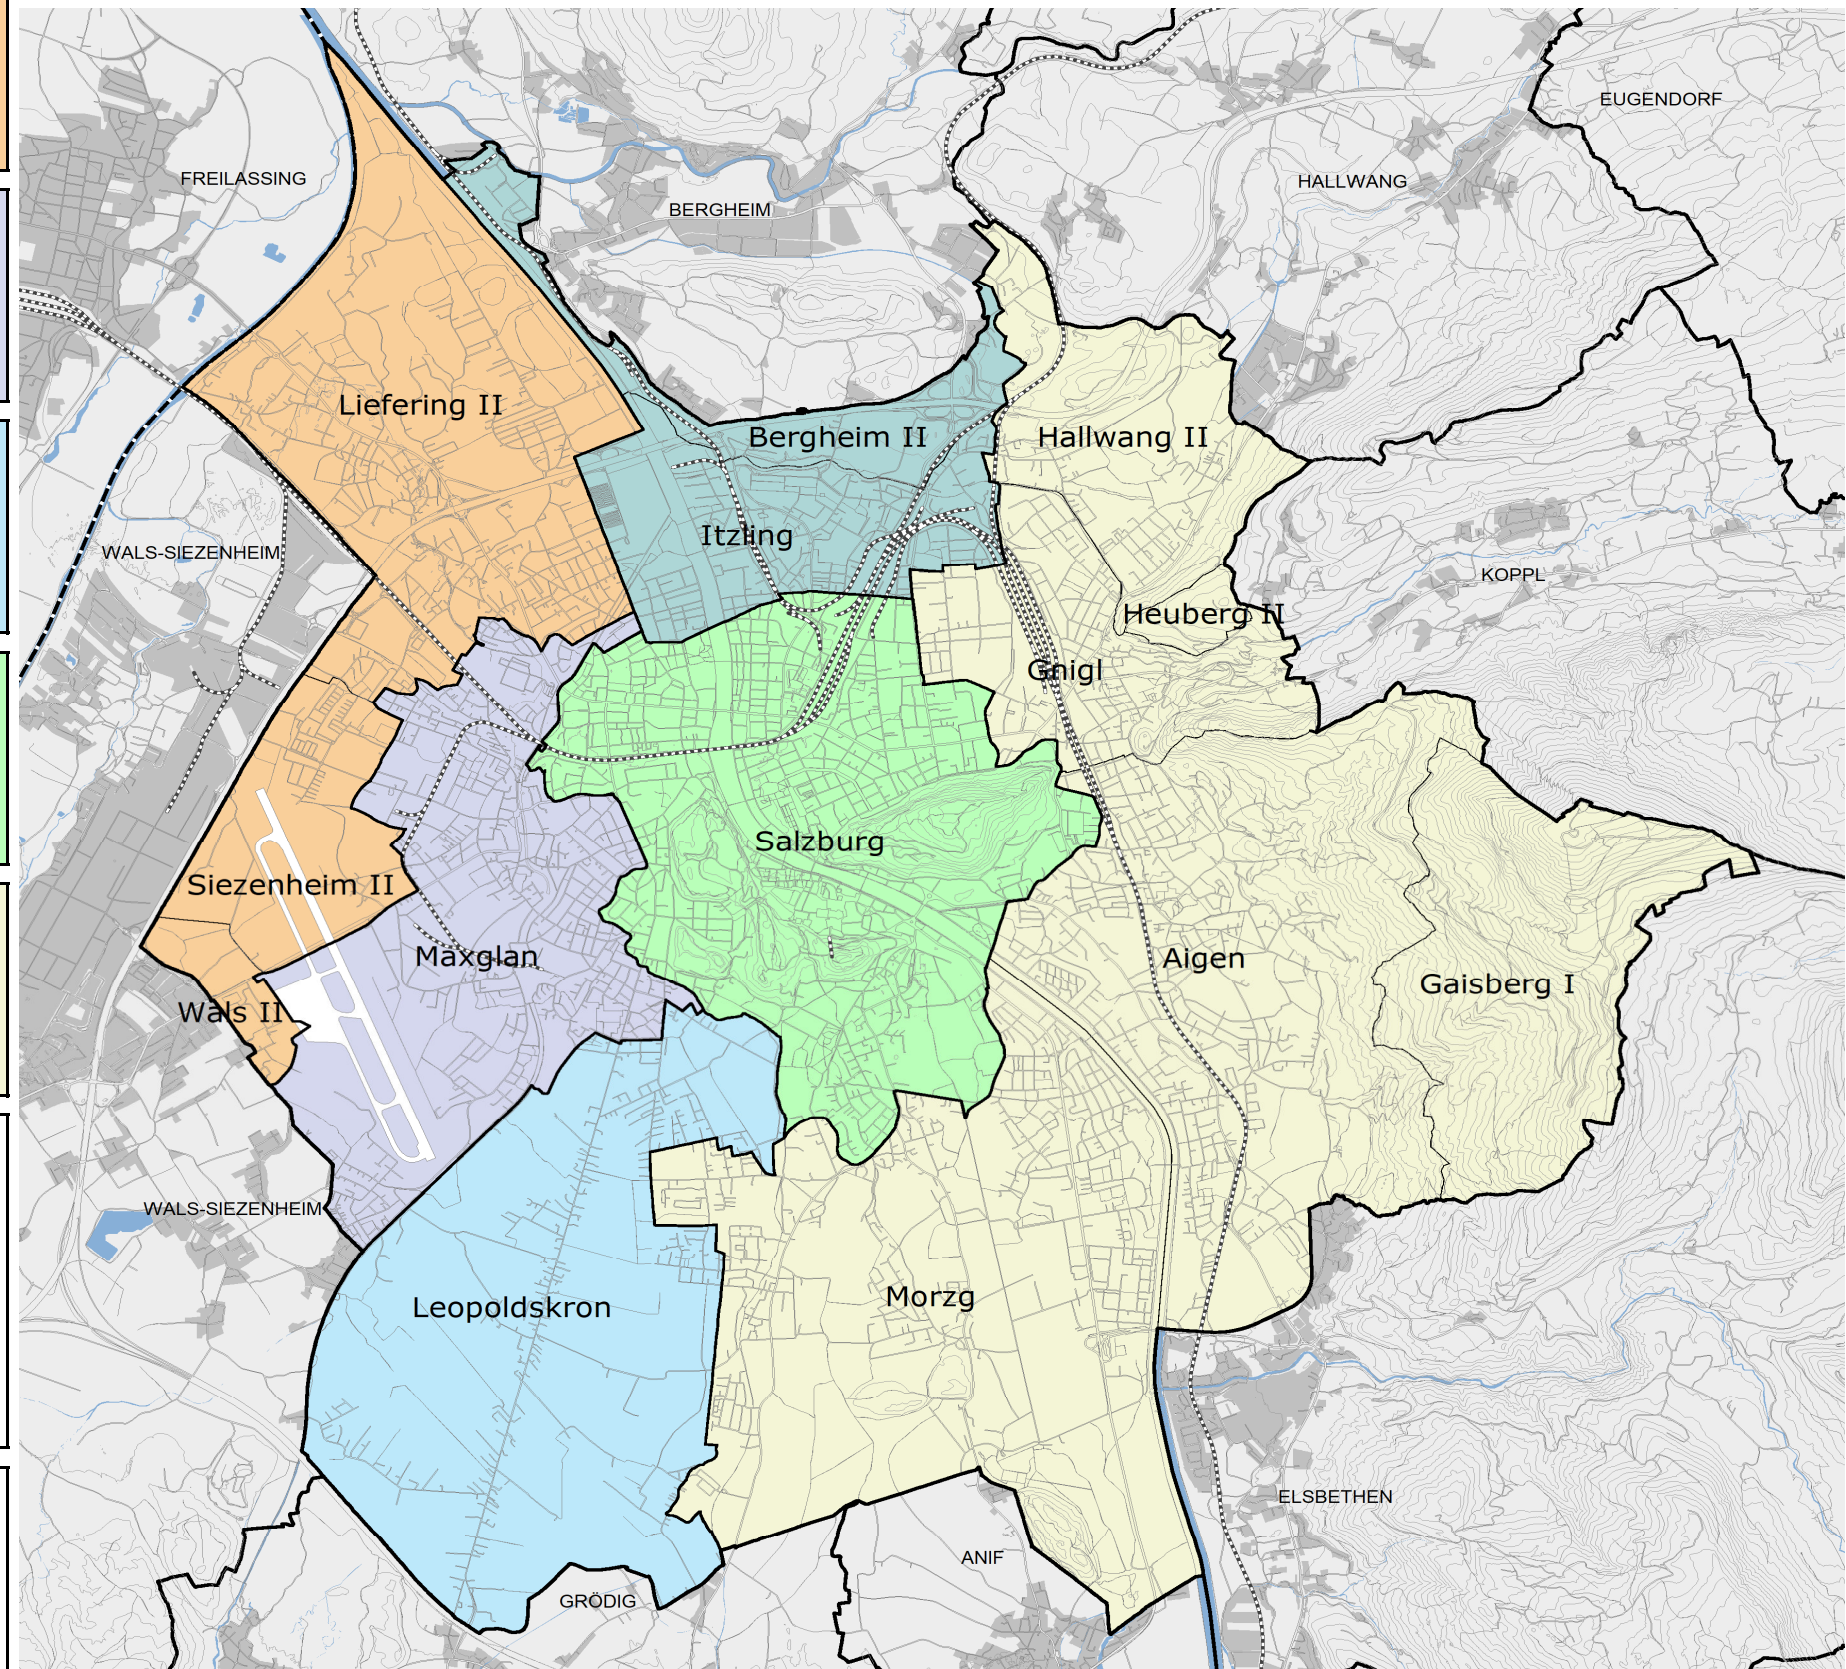 EUGENDORF
FREILASSING
HALLWANG
BERGHEIM
Liefering II
Bergheim II
Hallwang II
Itzling
WALS-SIEZENHEIM
KOPPL
Heuberg II
Gnigl
Salzburg
Siezenheim II
Maxglan
Aigen
Gaisberg I
Wals II
WALS-SIEZENHEIM
Morzg
Leopoldskron
ELSBETHEN
ANIF
GRÖDIG